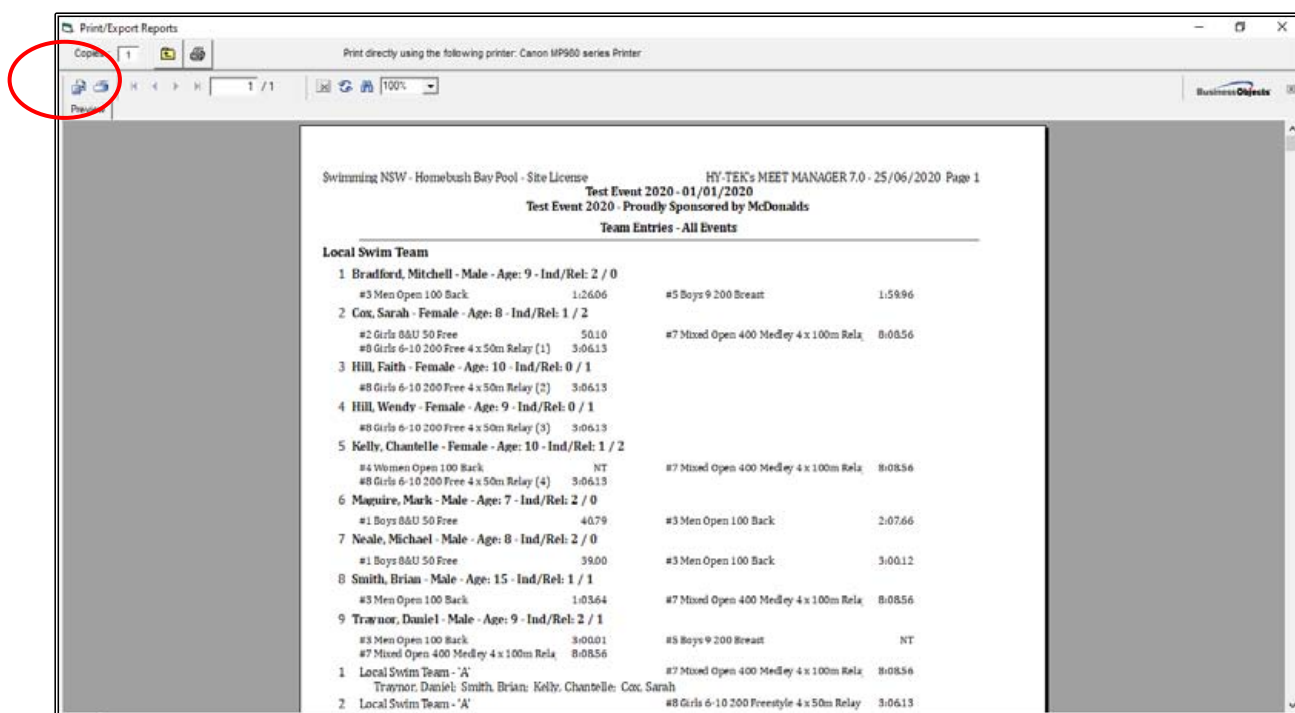 Print/Export Reports
Copies 1 Print directly using the following printer: Canon MP980 series Printer
1 / 1 100% BusinessObjects
Preview
Swimming NSW - Homebush Bay Pool - Site License HY-TEK's MEET MANAGER 7.0 - 25/06/2020 Page 1
Test Event 2020 - 01/01/2020
Test Event 2020 - Proudly Sponsored by McDonalds
Team Entries - All Events
Local Swim Team
1 Bradford, Mitchell - Male - Age: 9 - Ind/Rel: 2 / 0
#3 Men Open 100 Back 1:26.06 #5 Boys 9 200 Breast 1:59.96
2 Cox, Sarah - Female - Age: 8 - Ind/Rel: 1 / 2
#2 Girls 8&U 50 Free 50.10 #7 Mixed Open 400 Medley 4 x 100m Rela 8:08.56
#8 Girls 6-10 200 Free 4 x 50m Relay (1) 3:06.13
3 Hill, Faith - Female - Age: 10 - Ind/Rel: 0 / 1
#8 Girls 6-10 200 Free 4 x 50m Relay (2) 3:06.13
4 Hill, Wendy - Female - Age: 9 - Ind/Rel: 0 / 1
#8 Girls 6-10 200 Free 4 x 50m Relay (3) 3:06.13
5 Kelly, Chantelle - Female - Age: 10 - Ind/Rel: 1 / 2
#4 Women Open 100 Back NT #7 Mixed Open 400 Medley 4 x 100m Rela 8:08.56
#8 Girls 6-10 200 Free 4 x 50m Relay (4) 3:06.13
6 Maguire, Mark - Male - Age: 7 - Ind/Rel: 2 / 0
#1 Boys 8&U 50 Free 40.79 #3 Men Open 100 Back 2:07.66
7 Neale, Michael - Male - Age: 8 - Ind/Rel: 2 / 0
#1 Boys 8&U 50 Free 39.00 #3 Men Open 100 Back 3:00.12
8 Smith, Brian - Male - Age: 15 - Ind/Rel: 1 / 1
#3 Men Open 100 Back 1:03.64 #7 Mixed Open 400 Medley 4 x 100m Rela 8:08.56
9 Traynor, Daniel - Male - Age: 9 - Ind/Rel: 2 / 1
#3 Men Open 100 Back 3:00.01 #5 Boys 9 200 Breast NT
#7 Mixed Open 400 Medley 4 x 100m Rela 8:08.56
1 Local Swim Team - 'A' #7 Mixed Open 400 Medley 4 x 100m Rela 8:08.56
Traynor, Daniel; Smith, Brian; Kelly, Chantelle; Cox, Sarah
2 Local Swim Team - 'A' #8 Girls 6-10 200 Freestyle 4 x 50m Relay 3:06.13